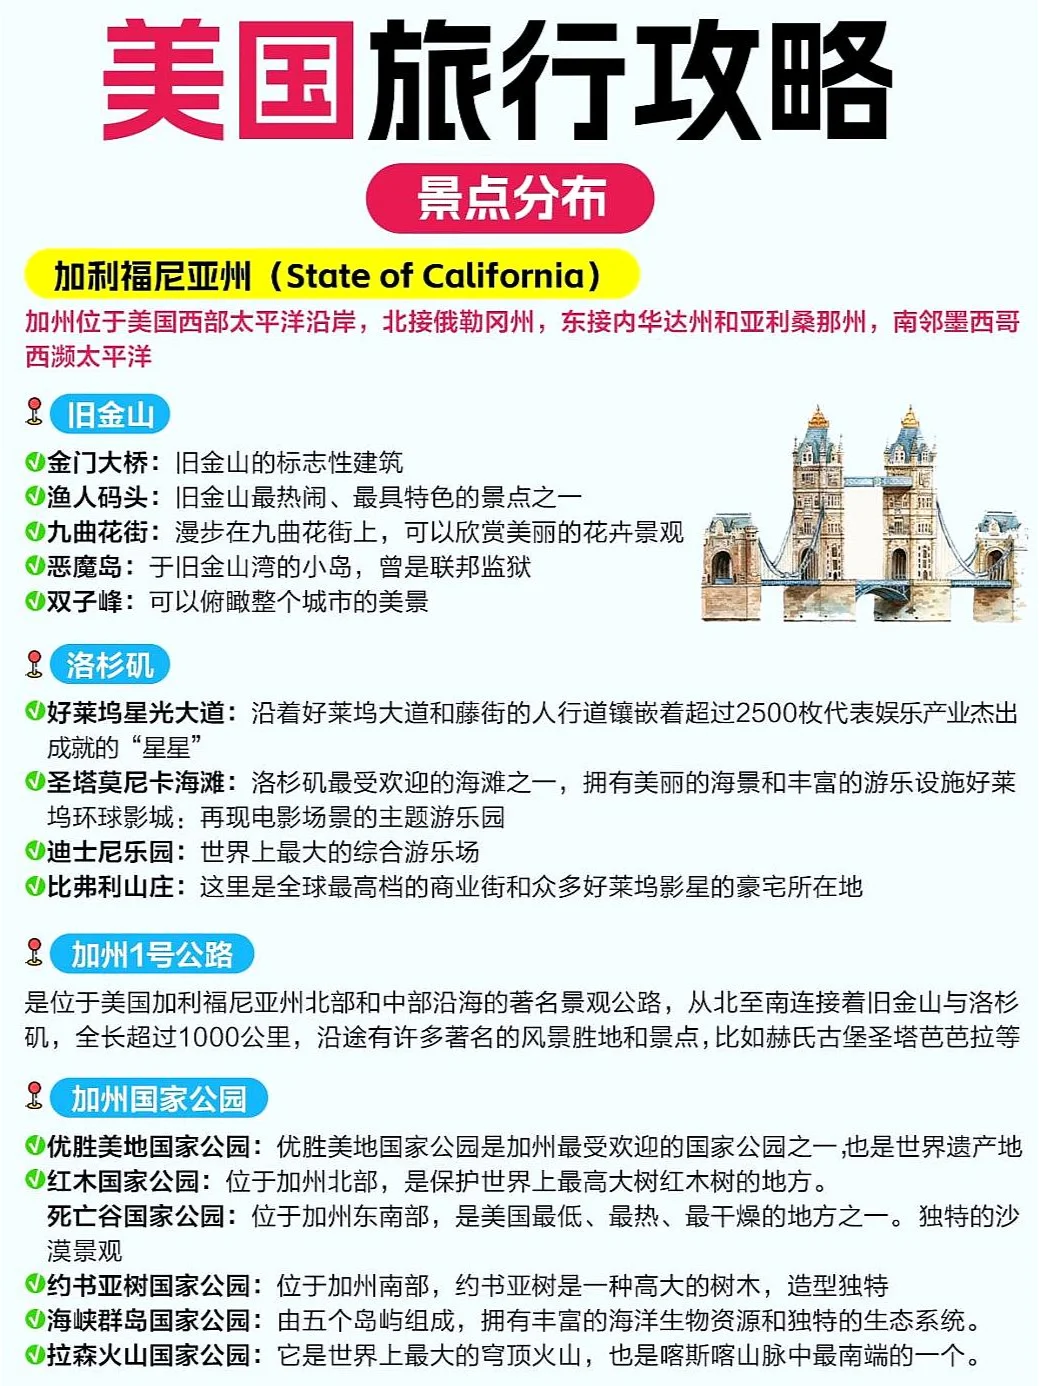 美国旅行攻略
景点分布
加利福尼亚州（State of California）
加州位于美国西部太平洋沿岸，北接俄勒冈州，东接内华达州和亚利桑那州，南邻墨西哥
西濒太平洋
旧金山
金门大桥：旧金山的标志性建筑
渔人码头：旧金山最热闹、最具特色的景点之一
九曲花街：漫步在九曲花街上，可以欣赏美丽的花卉景观
恶魔岛：于旧金山湾的小岛，曾是联邦监狱
双子峰：可以俯瞰整个城市的美景
洛杉矶
好莱坞星光大道：沿着好莱坞大道和藤街的人行道镶嵌着超过2500枚代表娱乐产业杰出
成就的“星星”
圣塔莫尼卡海滩：洛杉矶最受欢迎的海滩之一，拥有美丽的海景和丰富的游乐设施好莱
坞环球影城：再现电影场景的主题游乐园
迪士尼乐园：世界上最大的综合游乐场
比弗利山庄：这里是全球最高档的商业街和众多好莱坞影星的豪宅所在地
加州1号公路
是位于美国加利福尼亚州北部和中部沿海的著名景观公路，从北至南连接着旧金山与洛杉
矶，全长超过1000公里，沿途有许多著名的风景胜地和景点，比如赫氏古堡圣塔芭芭拉等
加州国家公园
优胜美地国家公园：优胜美地国家公园是加州最受欢迎的国家公园之一，也是世界遗产地
红木国家公园：位于加州北部，是保护世界上最高大树红木树的地方。
死亡谷国家公园：位于加州东南部，是美国最低、最热、最干燥的地方之一。独特的沙
漠景观
约书亚树国家公园：位于加州南部，约书亚树是一种高大的树木，造型独特
海峡群岛国家公园：由五个岛屿组成，拥有丰富的海洋生物资源和独特的生态系统。
拉森火山国家公园：它是世界上最大的穹顶火山，也是喀斯喀山脉中最南端的一个。